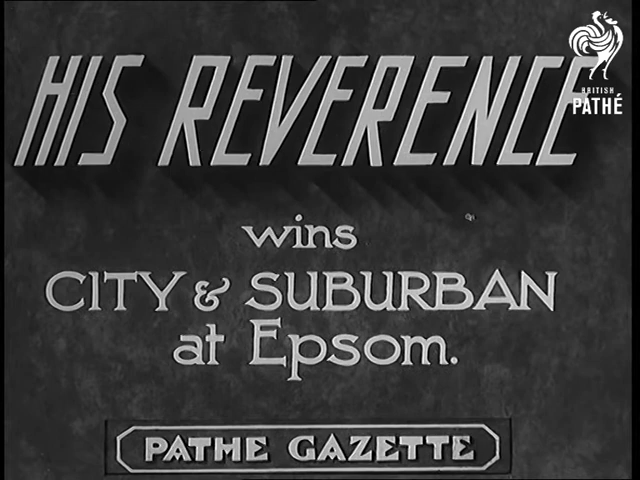 HIS REVERENCE
BRITISH
PATHÉ
wins
CITY & SUBURBAN
at Epsom.
PATHE GAZETTE